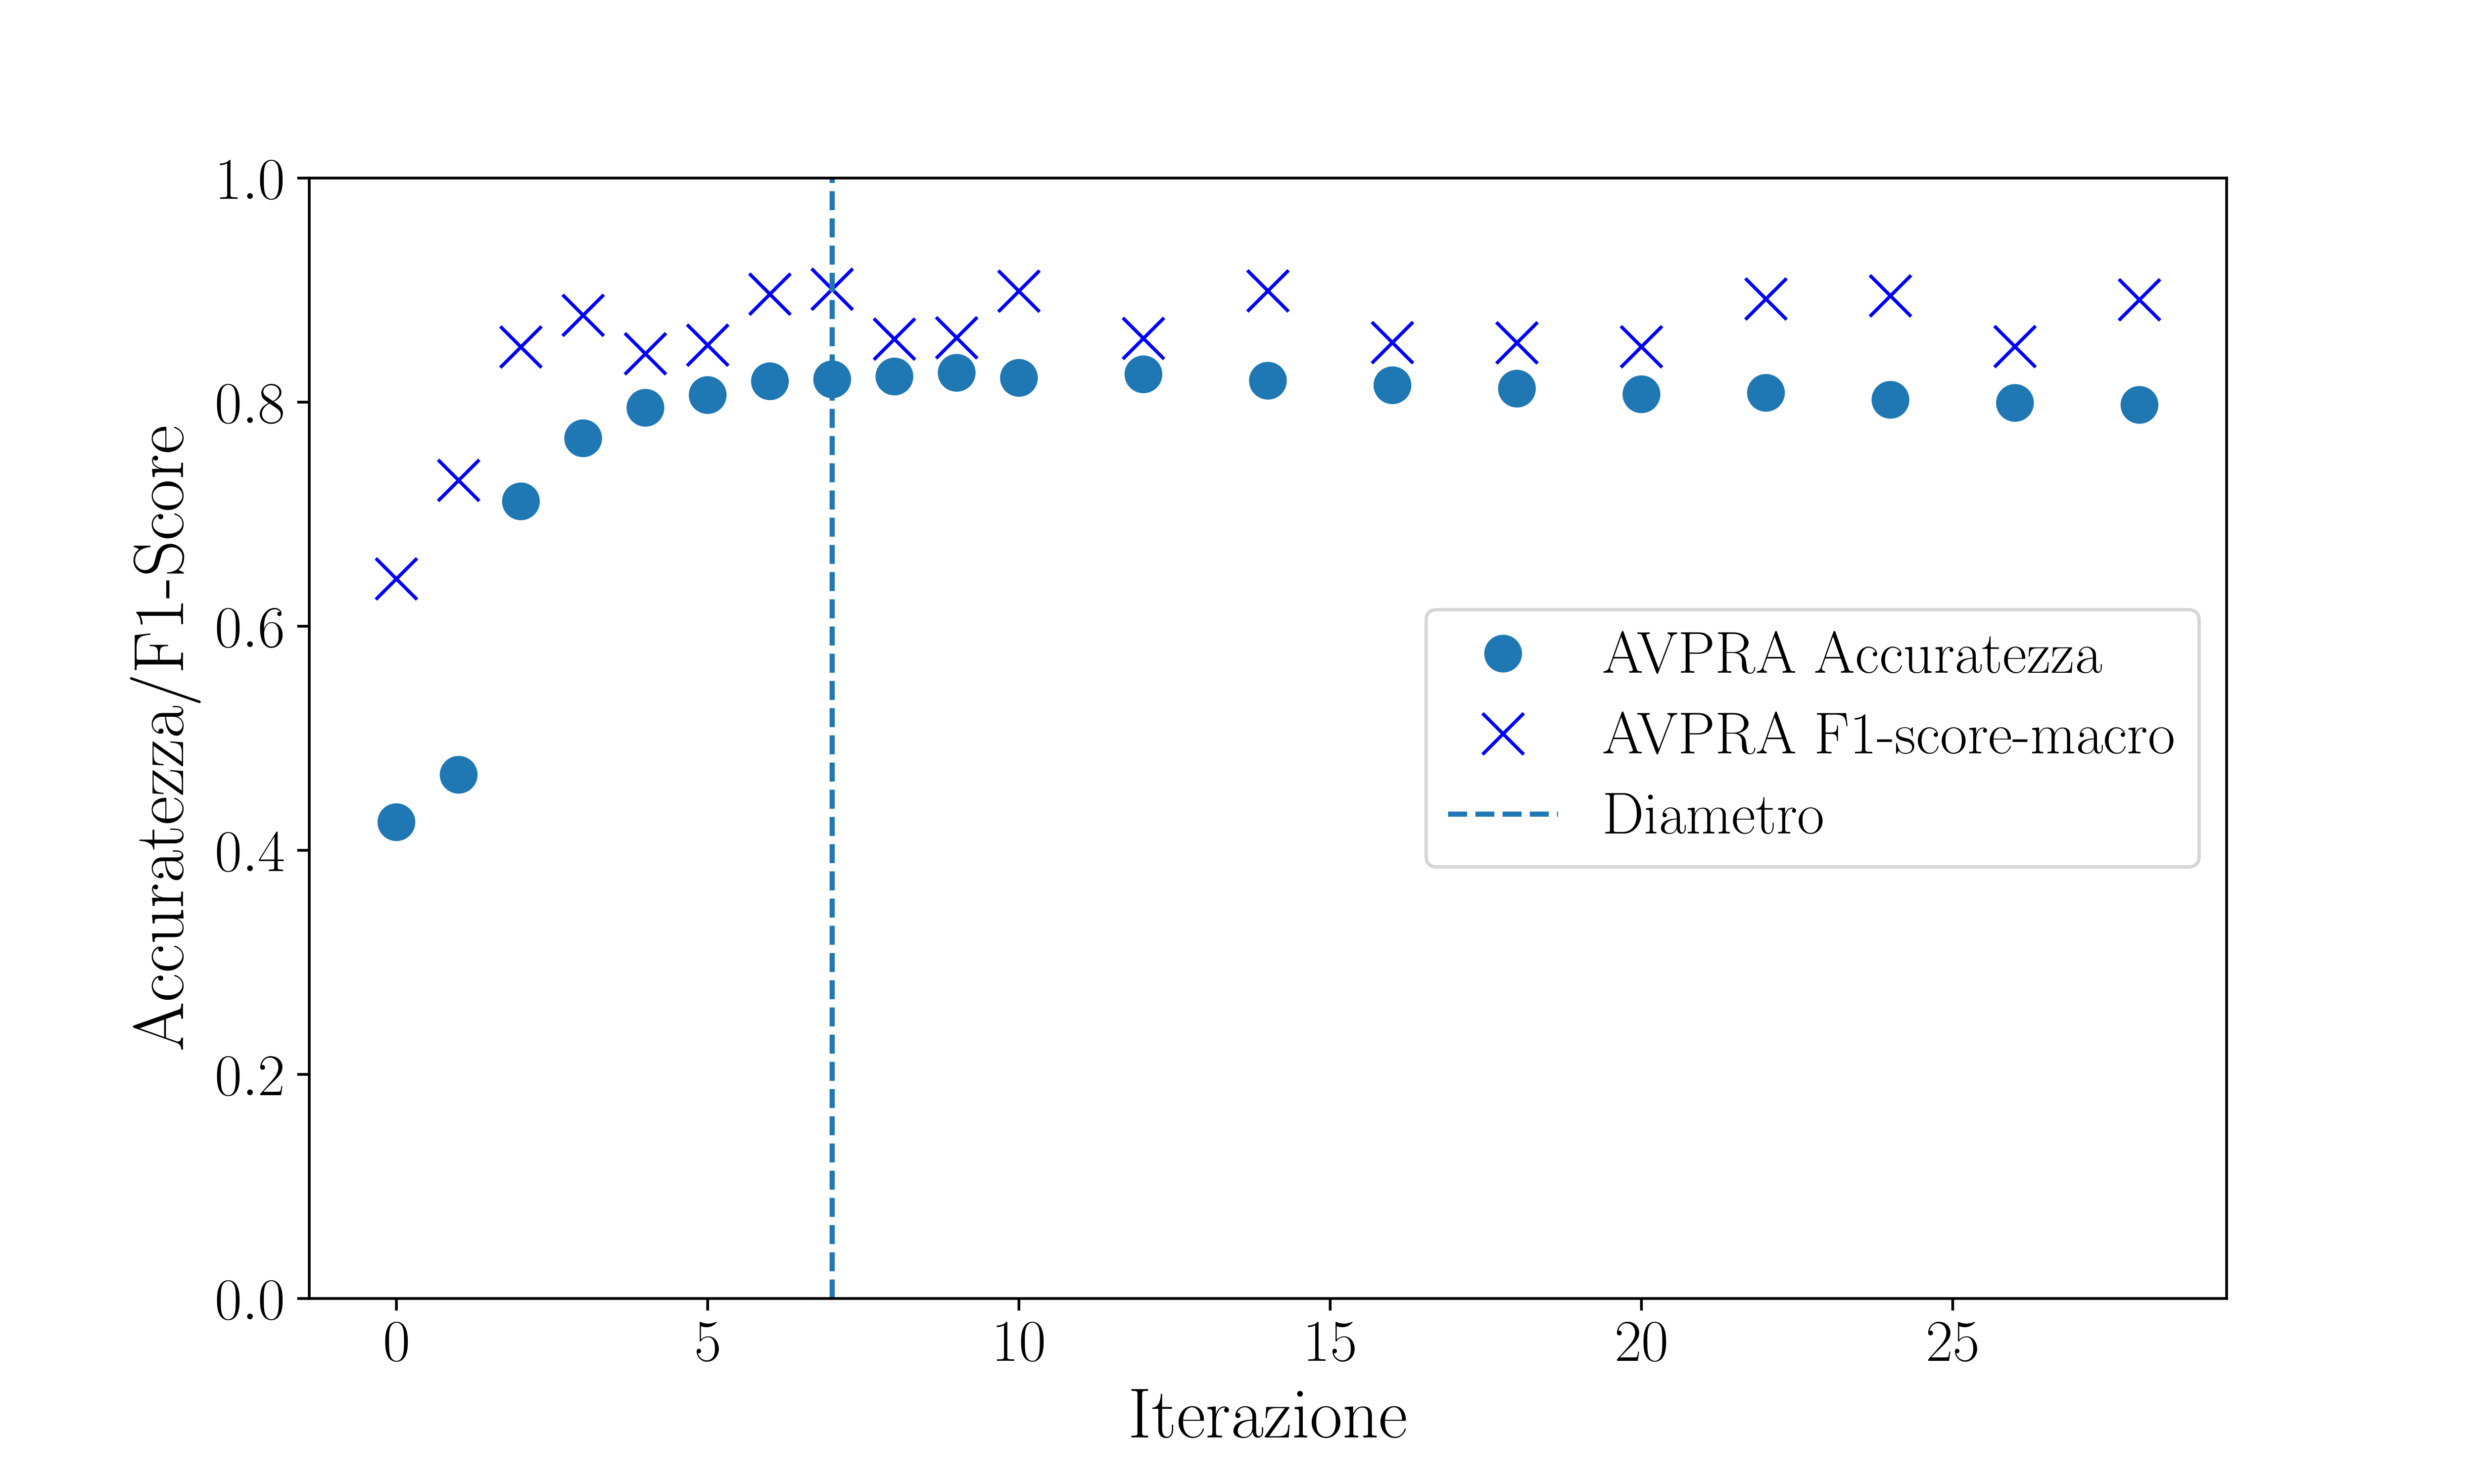 1.0
0.8
0.6
0.4
0.2
0.0
Accuratezza/F1-Score
AVPRA Accuratezza
AVPRA F1-score-macro
Diametro
0 5 10 15 20 25
Iterazione